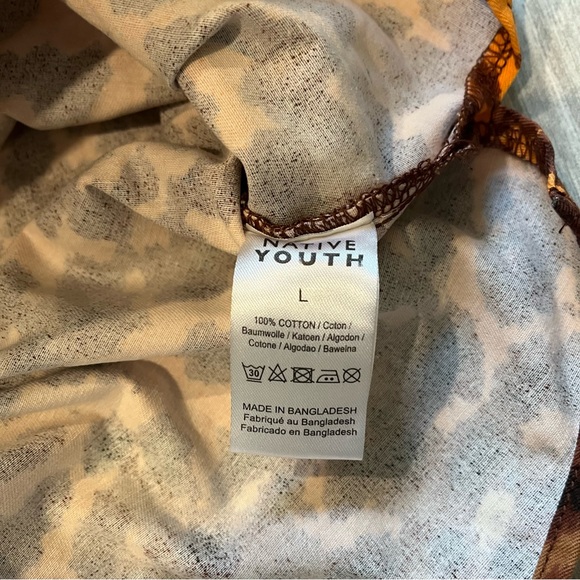 NATIVE
YOUTH
L
100% COTTON / Coton /
Baumwolle / Katoen / Algodon /
Cotone / Algodao / Baweina
30
MADE IN BANGLADESH
Fabriqué au Bangladesh
Fabricado en Bangladesh